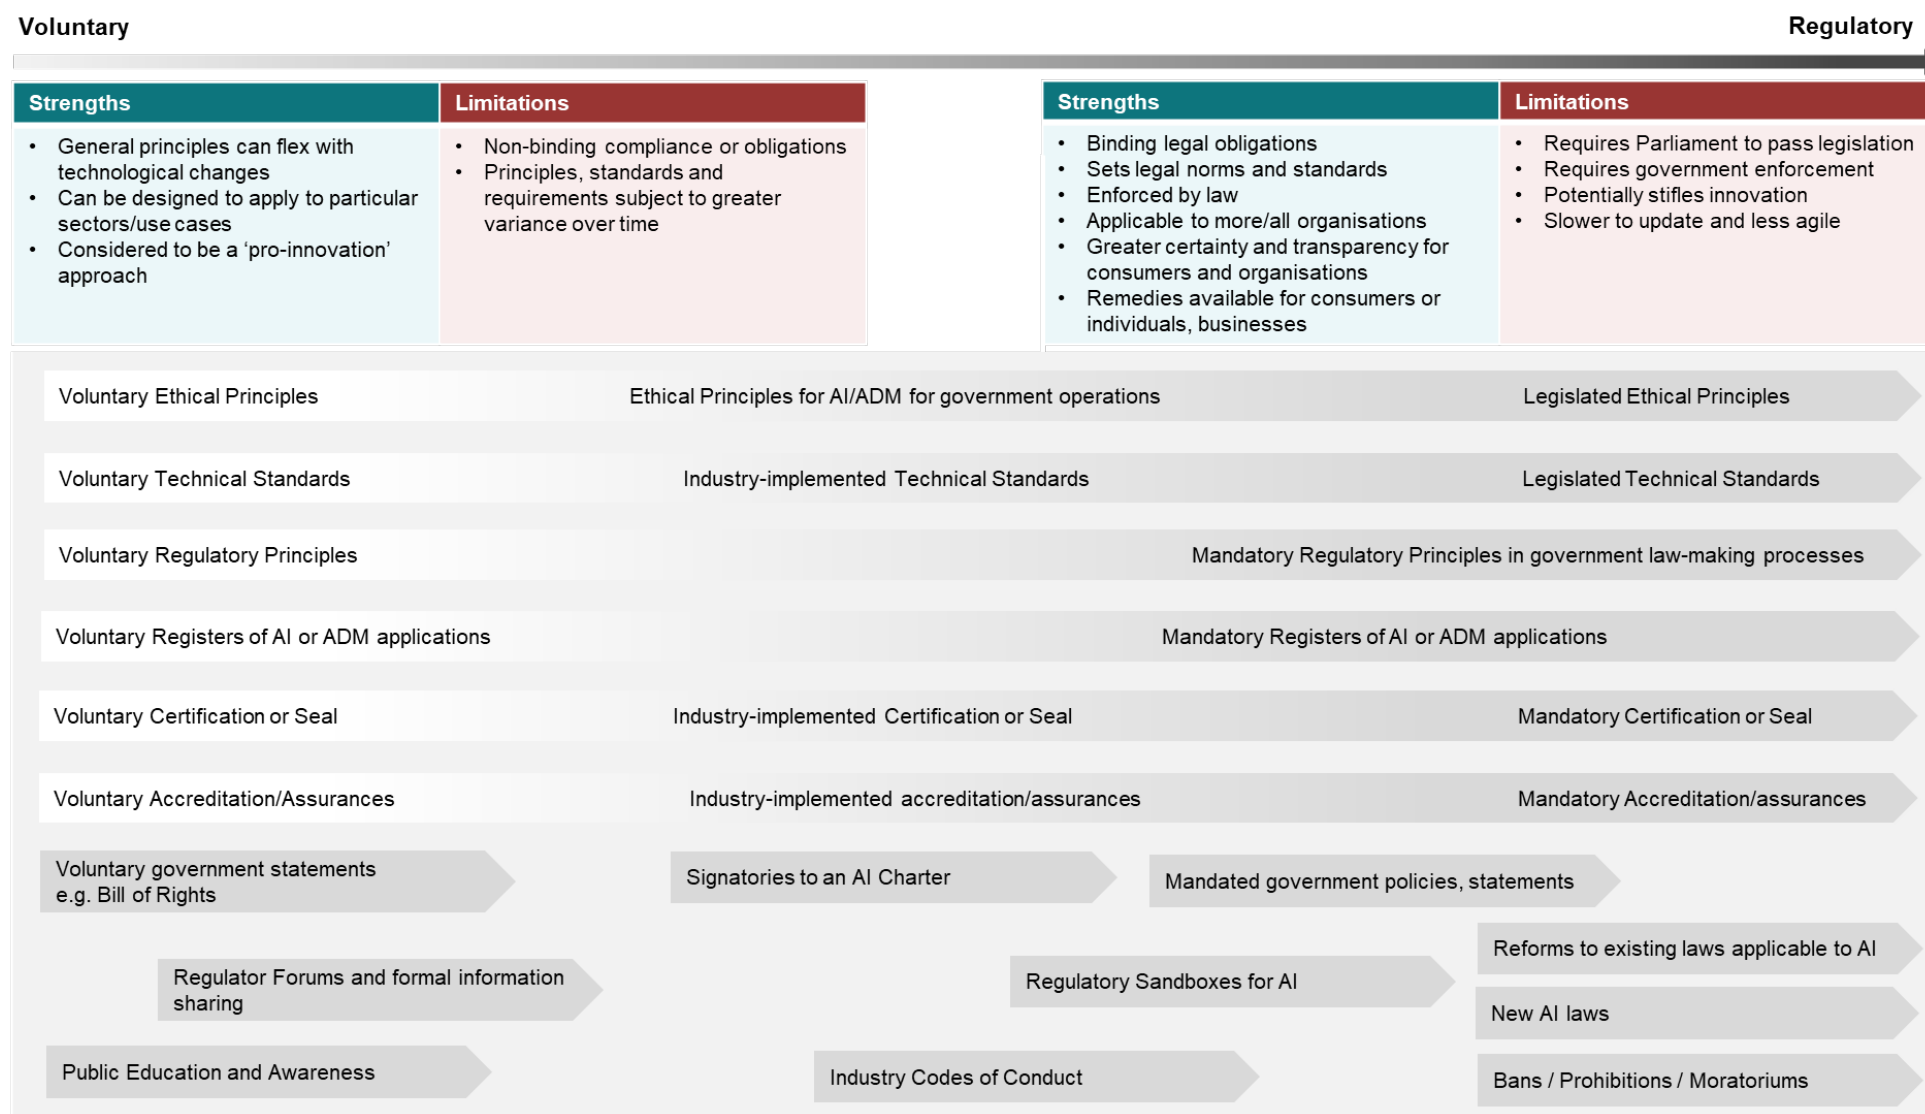 Voluntary
Regulatory
Strengths
Limitations
• General principles can flex with
technological changes
• Can be designed to apply to particular
sectors/use cases
• Considered to be a ‘pro-innovation’
approach
• Non-binding compliance or obligations
• Principles, standards and
requirements subject to greater
variance over time
Strengths
Limitations
• Binding legal obligations
• Sets legal norms and standards
• Enforced by law
• Applicable to more/all organisations
• Greater certainty and transparency for
consumers and organisations
• Remedies available for consumers or
individuals, businesses
• Requires Parliament to pass legislation
• Requires government enforcement
• Potentially stifles innovation
• Slower to update and less agile
Voluntary Ethical Principles
Ethical Principles for AI/ADM for government operations
Legislated Ethical Principles
Voluntary Technical Standards
Industry-implemented Technical Standards
Legislated Technical Standards
Voluntary Regulatory Principles
Mandatory Regulatory Principles in government law-making processes
Voluntary Registers of AI or ADM applications
Mandatory Registers of AI or ADM applications
Voluntary Certification or Seal
Industry-implemented Certification or Seal
Mandatory Certification or Seal
Voluntary Accreditation/Assurances
Industry-implemented accreditation/assurances
Mandatory Accreditation/assurances
Voluntary government statements
e.g. Bill of Rights
Signatories to an AI Charter
Mandated government policies, statements
Reforms to existing laws applicable to AI
Regulator Forums and formal information
sharing
Regulatory Sandboxes for AI
New AI laws
Public Education and Awareness
Industry Codes of Conduct
Bans / Prohibitions / Moratoriums